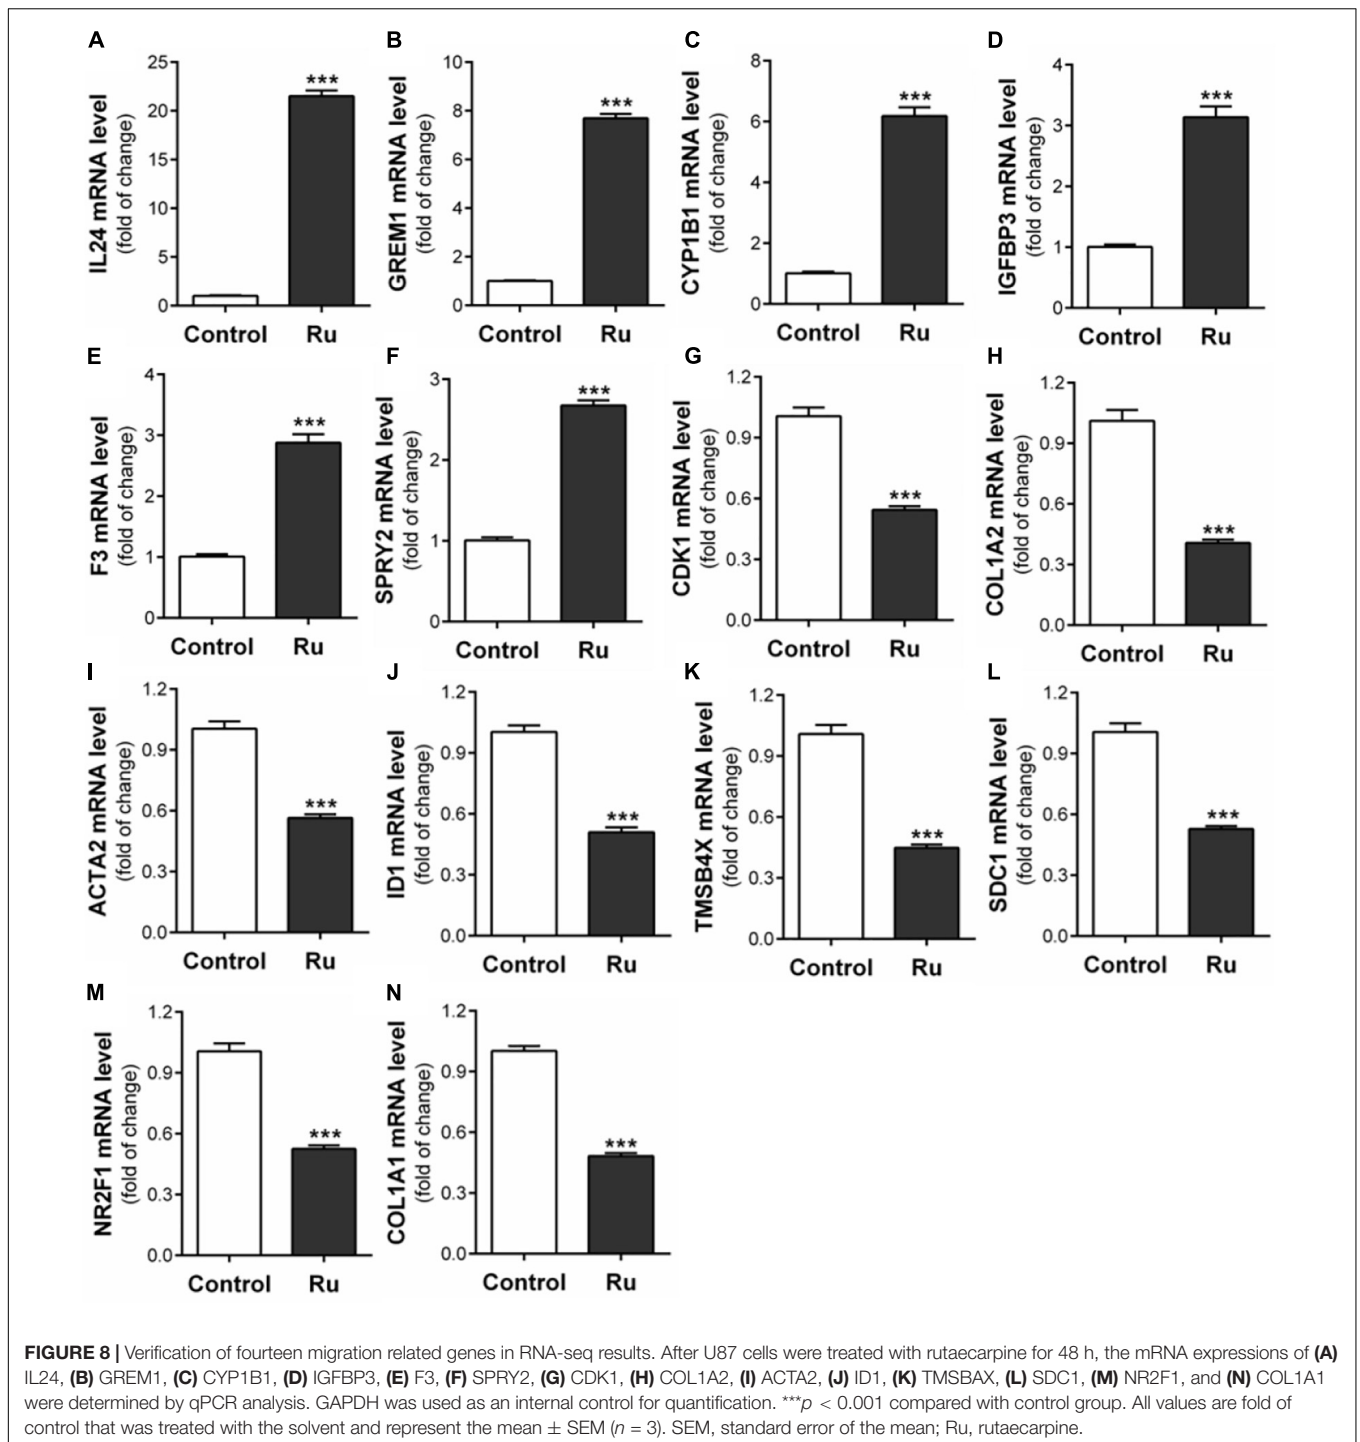 A
IL24 mRNA level
(fold of change)
25
20
15
10
5
0
***
Control Ru
B
GREM1 mRNA level
(fold of change)
10
8
6
4
2
0
***
Control Ru
C
CYP1B1 mRNA level
(fold of change)
8
6
4
2
0
***
Control Ru
D
IGFBP3 mRNA level
(fold of change)
4
3
2
1
0
***
Control Ru
E
F3 mRNA level
(fold of change)
4
3
2
1
0
***
Control Ru
F
SPRY2 mRNA level
(fold of change)
3
2
1
0
***
Control Ru
G
CDK1 mRNA level
(fold of change)
1.2
0.9
0.6
0.3
0.0
***
Control Ru
H
COL1A2 mRNA level
(fold of change)
1.2
0.9
0.6
0.3
0.0
***
Control Ru
I
ACTA2 mRNA level
(fold of change)
1.2
0.9
0.6
0.3
0.0
***
Control Ru
J
ID1 mRNA level
(fold of change)
1.2
0.9
0.6
0.3
0.0
***
Control Ru
K
TMSB4X mRNA level
(fold of change)
1.2
0.9
0.6
0.3
0.0
***
Control Ru
L
SDC1 mRNA level
(fold of change)
1.2
0.9
0.6
0.3
0.0
***
Control Ru
M
NR2F1 mRNA level
(fold of change)
1.2
0.9
0.6
0.3
0.0
***
Control Ru
N
COL1A1 mRNA level
(fold of change)
1.2
0.9
0.6
0.3
0.0
***
Control Ru
FIGURE 8 | Verification of fourteen migration related genes in RNA-seq results. After U87 cells were treated with rutaecarpine for 48 h, the mRNA expressions of (A)
IL24, (B) GREM1, (C) CYP1B1, (D) IGFBP3, (E) F3, (F) SPRY2, (G) CDK1, (H) COL1A2, (I) ACTA2, (J) ID1, (K) TMSBAX, (L) SDC1, (M) NR2F1, and (N) COL1A1
were determined by qPCR analysis. GAPDH was used as an internal control for quantification. ***p < 0.001 compared with control group. All values are fold of
control that was treated with the solvent and represent the mean ± SEM (n = 3). SEM, standard error of the mean; Ru, rutaecarpine.